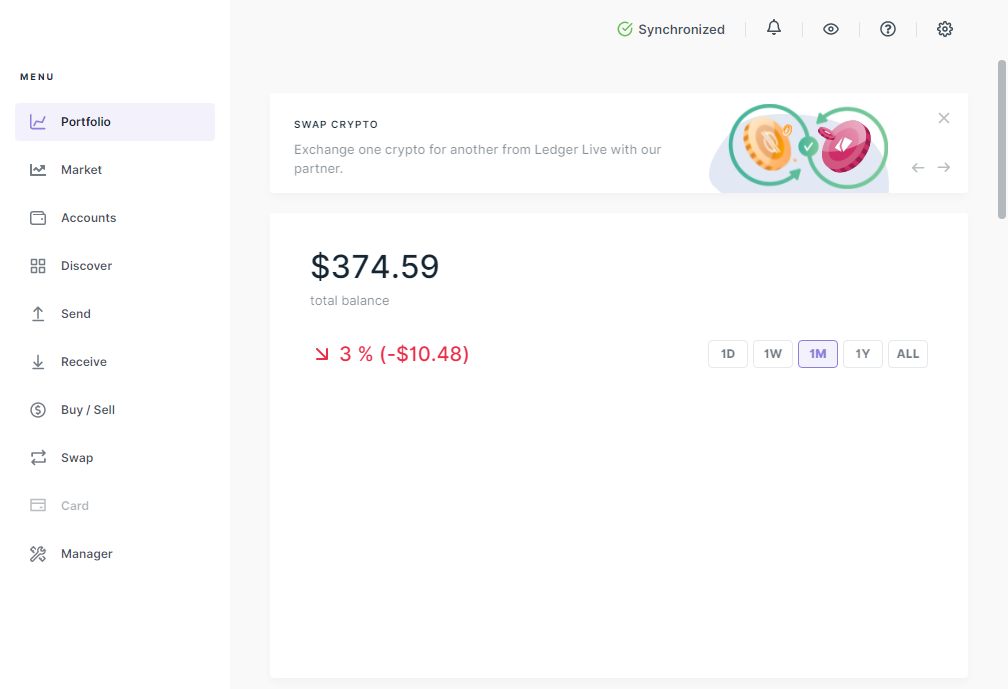 Synchronized
MENU
Portfolio
Market
Accounts
Discover
Send
Receive
Buy / Sell
Swap
Card
Manager
SWAP CRYPTO
Exchange one crypto for another from Ledger Live with our
partner.
$374.59
total balance
3 % (-$10.48)
1D 1W 1M 1Y ALL